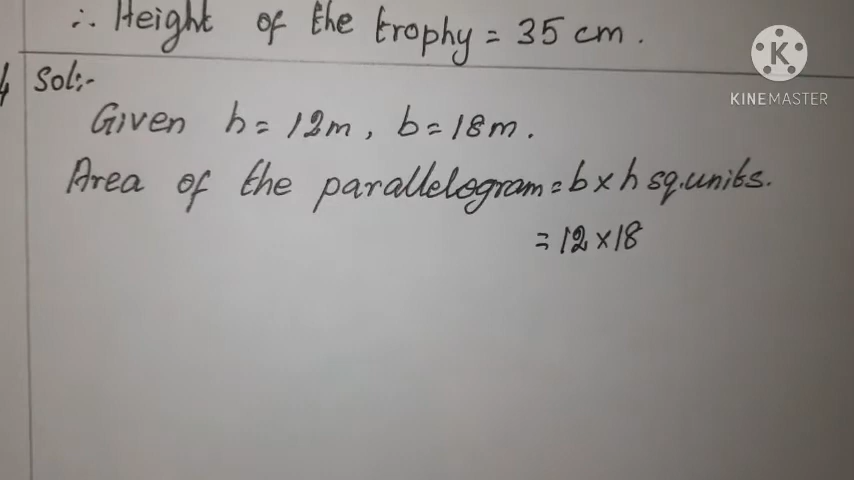 ∴ Height of the trophy = 35 cm.
KINEMASTER
4 Sol:-
Given h = 12m, b = 18m.
Area of the parallelogram = b × h sq.units.
= 12 × 18